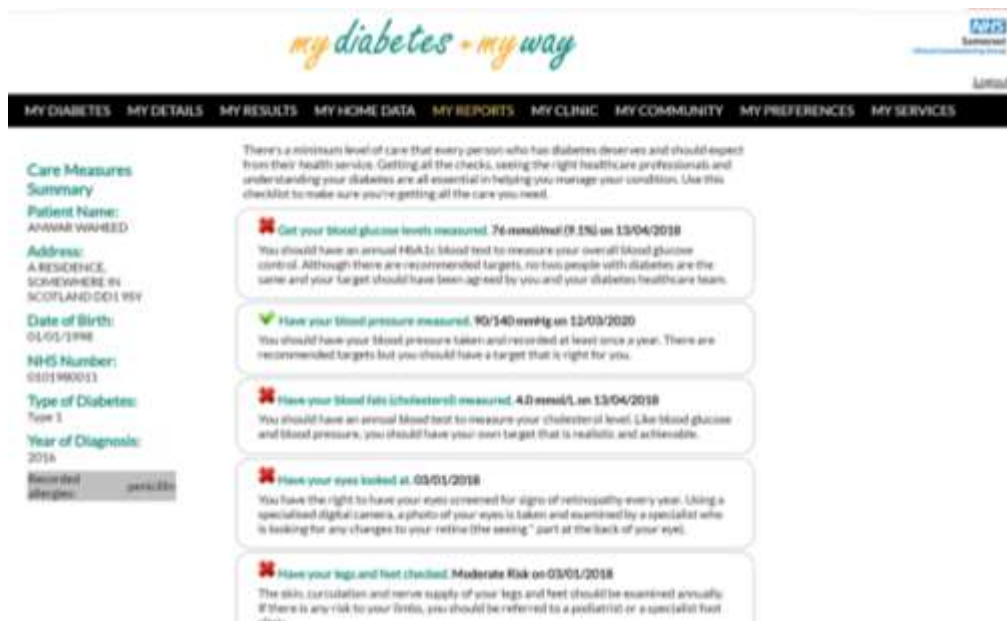 my diabetes • my way
NHS
Somerset
Logout
MY DIABETES MY DETAILS MY RESULTS MY HOME DATA MY REPORTS MY CLINIC MY COMMUNITY MY PREFERENCES MY SERVICES
Care Measures
Summary
Patient Name:
ANWAR WAHEED
Address:
A RESIDENCE,
SOMEWHERE IN
SCOTLAND DD1 9SY
Date of Birth:
01/01/1998
NHS Number:
0101980011
Type of Diabetes:
Type 1
Year of Diagnosis:
2016
Recorded
allergies: penicillin
There's a minimum level of care that every person who has diabetes deserves and should expect
from their health service. Getting all the checks, seeing the right healthcare professionals and
understanding your diabetes are all essential in helping you manage your condition. Use this
checklist to make sure you're getting all the care you need.
Get your blood glucose levels measured. 76 mmol/mol (9.1%) on 13/04/2018
You should have an annual HbA1c blood test to measure your overall blood glucose
control. Although there are recommended targets, no two people with diabetes are the
same and your target should have been agreed by you and your diabetes healthcare team.
Have your blood pressure measured. 90/140 mmHg on 12/03/2020
You should have your blood pressure taken and recorded at least once a year. There are
recommended targets but you should have a target that is right for you.
Have your blood fats (cholesterol) measured. 4.0 mmol/L on 13/04/2018
You should have an annual blood test to measure your cholesterol level. Like blood glucose
and blood pressure, you should have your own target that is realistic and achievable.
Have your eyes looked at. 03/01/2018
You have the right to have your eyes screened for signs of retinopathy every year. Using a
specialised digital camera, a photo of your eyes is taken and examined by a specialist who
is looking for any changes to your retina (the seeing " part at the back of your eye).
Have your legs and feet checked. Moderate Risk on 03/01/2018
The skin, circulation and nerve supply of your legs and feet should be examined annually.
If there is any risk to your limbs, you should be referred to a podiatrist or a specialist foot